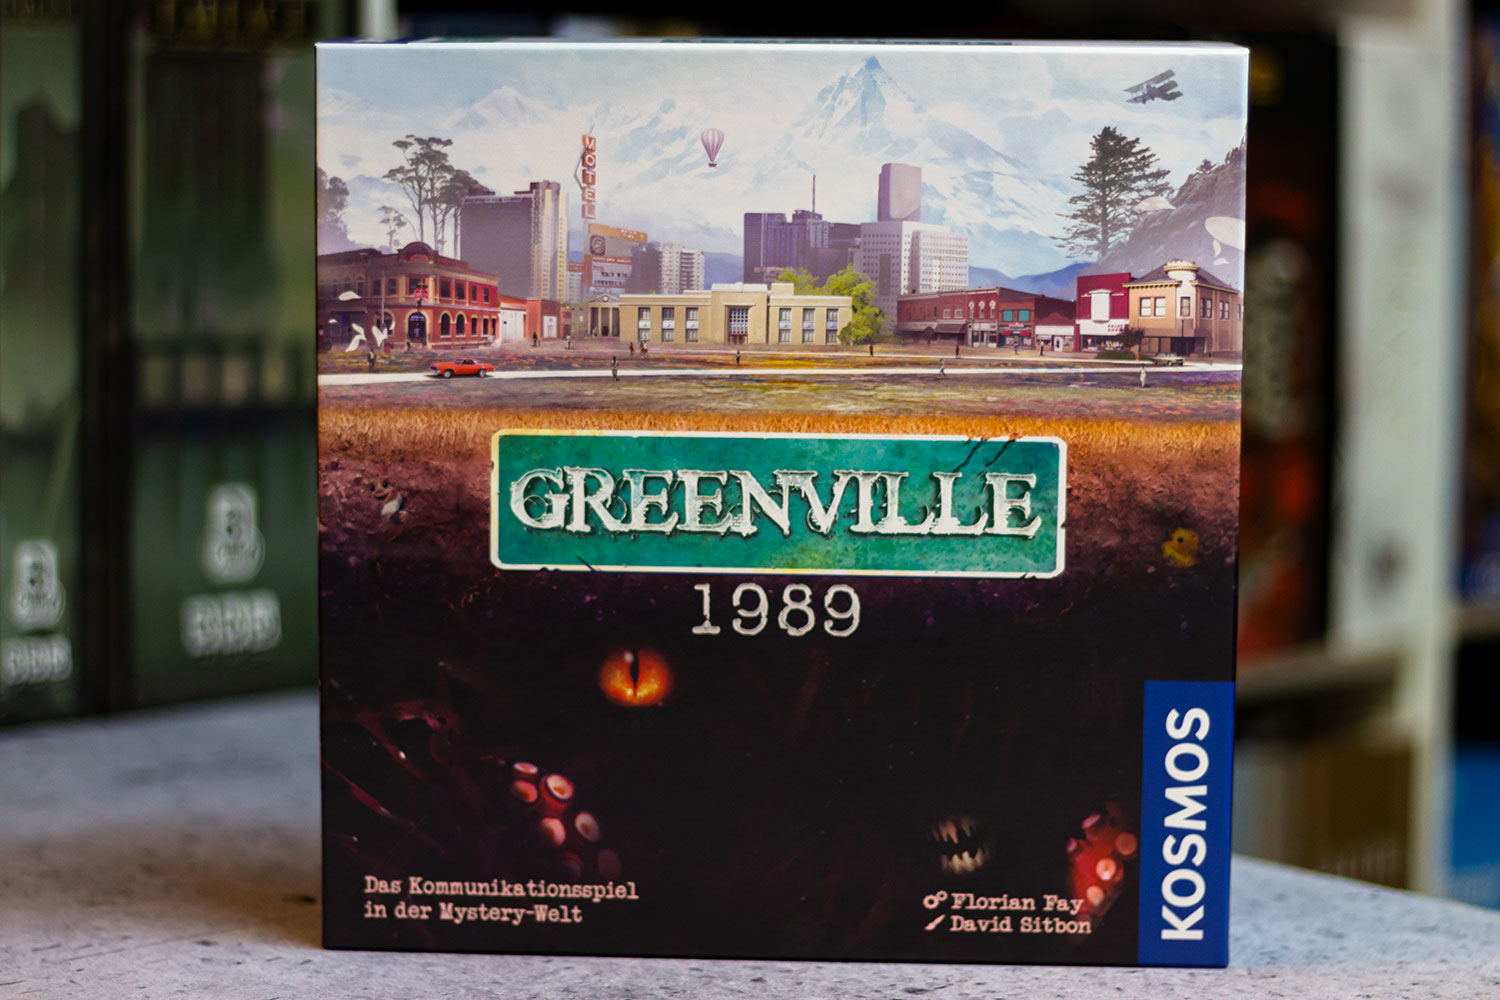 MOTEL
GREENVILLE
1989
Das Kommunikationsspiel
in der Mystery-Welt
Florian Fay
David Sitbon
KOSMOS